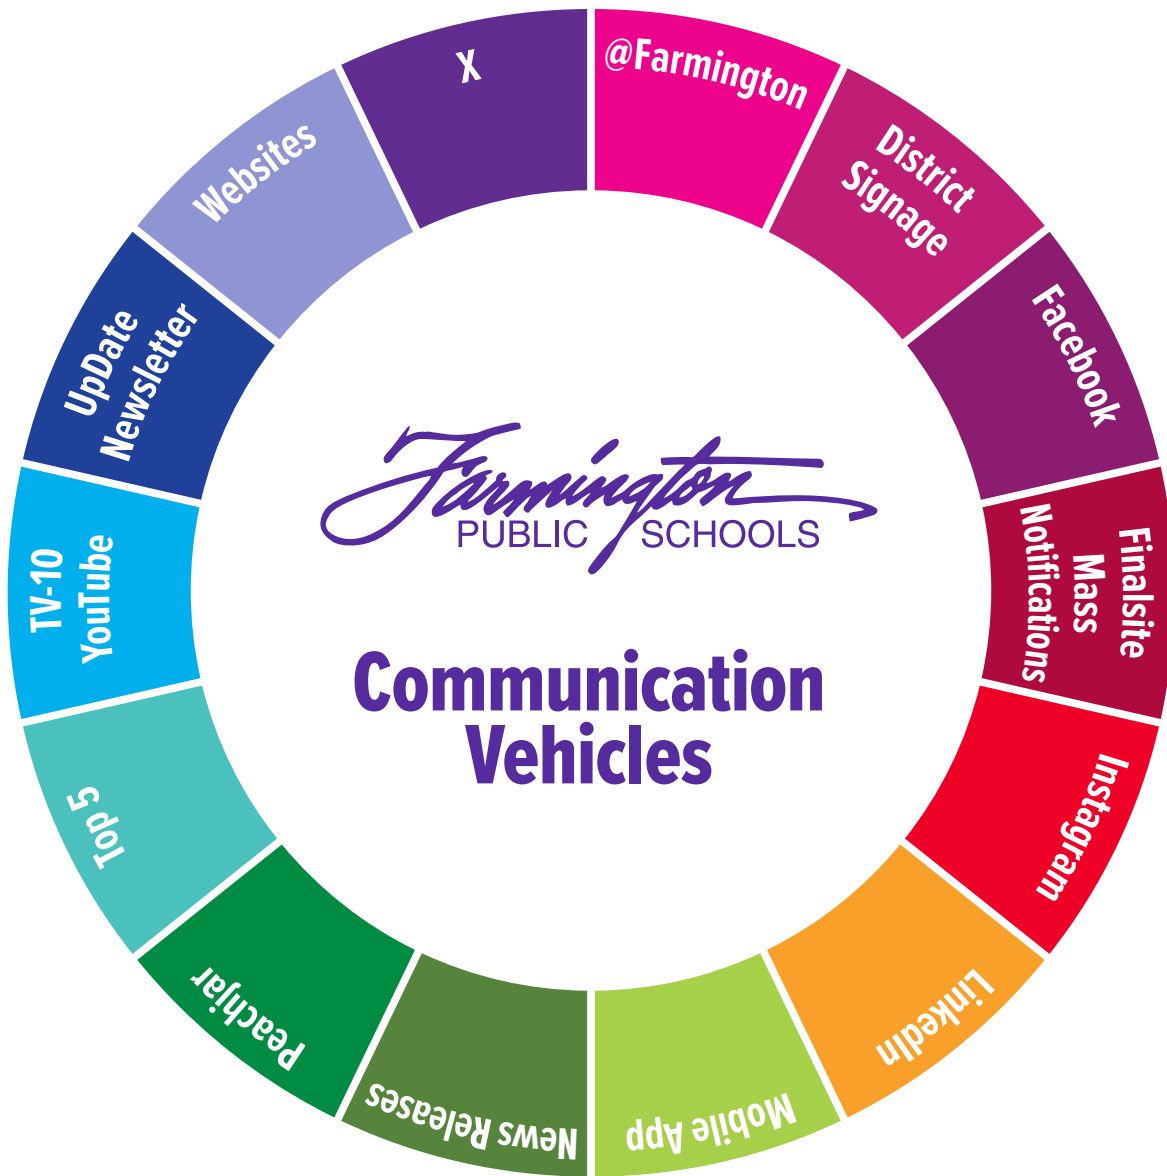 @Farmington
District
Signage
Facebook
Finalsite
Mass
Notifications
Instagram
LinkedIn
Mobile App
News Releases
Peachjar
Top 5
TV-10
YouTube
UpDate
Newsletter
Websites
X
Farmington
PUBLIC SCHOOLS
Communication
Vehicles